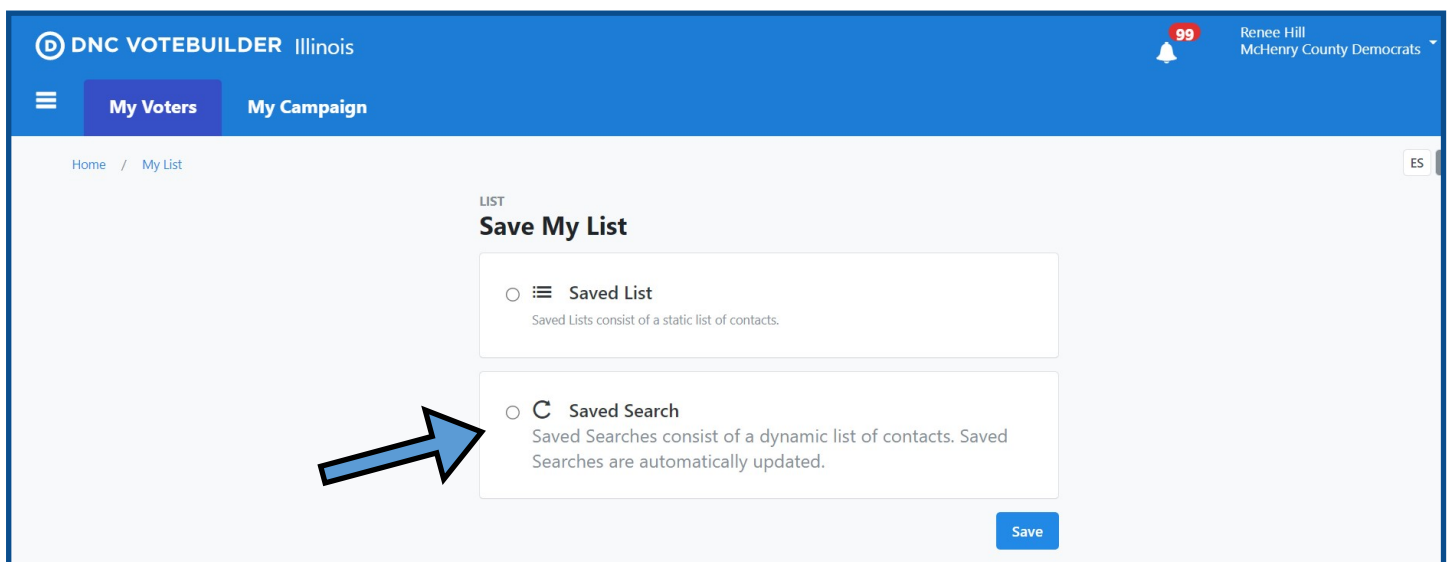 DNC VOTEBUILDER Illinois
99
Renee Hill
McHenry County Democrats
My Voters
My Campaign
Home / My List
ES
LIST
Save My List
Saved List
Saved Lists consist of a static list of contacts.
Saved Search
Saved Searches consist of a dynamic list of contacts. Saved
Searches are automatically updated.
Save